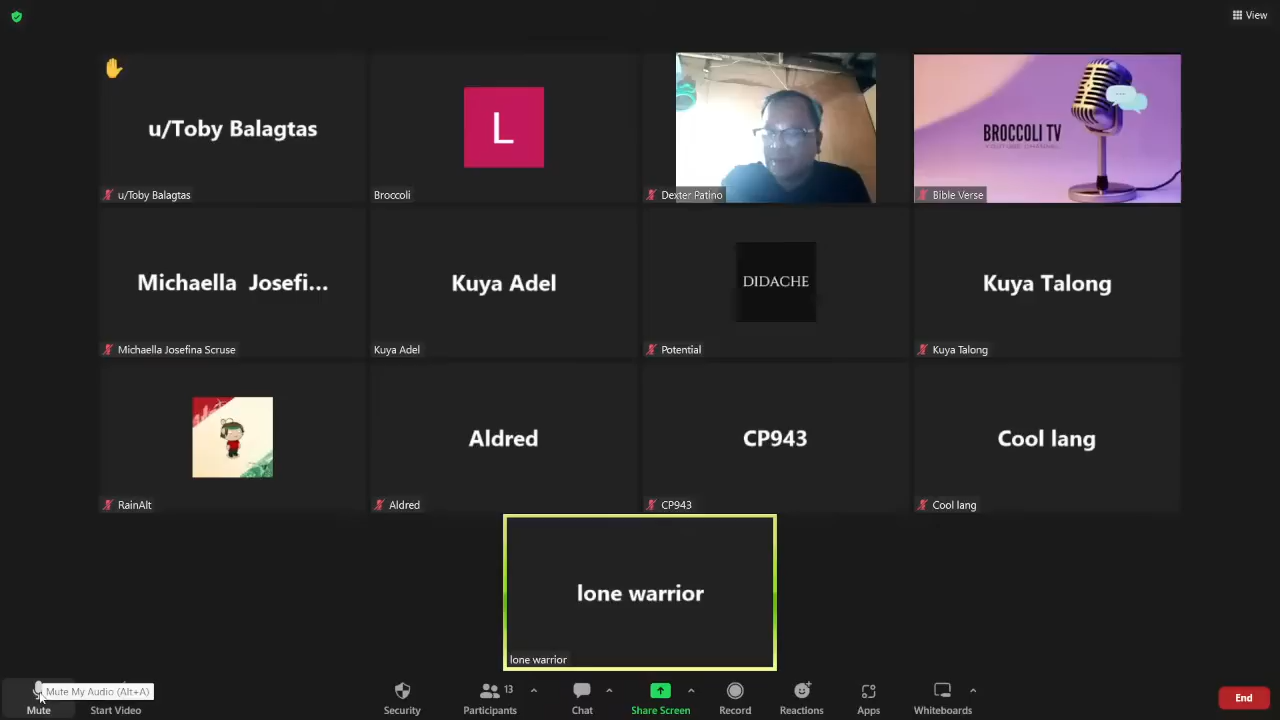 View
u/Toby Balagtas
u/Toby Balagtas
L
Broccoli
Dexter Patino
BROCCOLI TV
YOUTUBE CHANNEL
Bible Verse
Michaella Josefi...
Michaella Josefina Scruse
Kuya Adel
Kuya Adel
DIDACHE
Potential
Kuya Talong
Kuya Talong
RainAlt
Aldred
Aldred
CP943
CP943
Cool lang
Cool lang
lone warrior
lone warrior
Mute My Audio (Alt+A)
Mute
Start Video
Security
13
Participants
Chat
Share Screen
Record
Reactions
Apps
Whiteboards
End